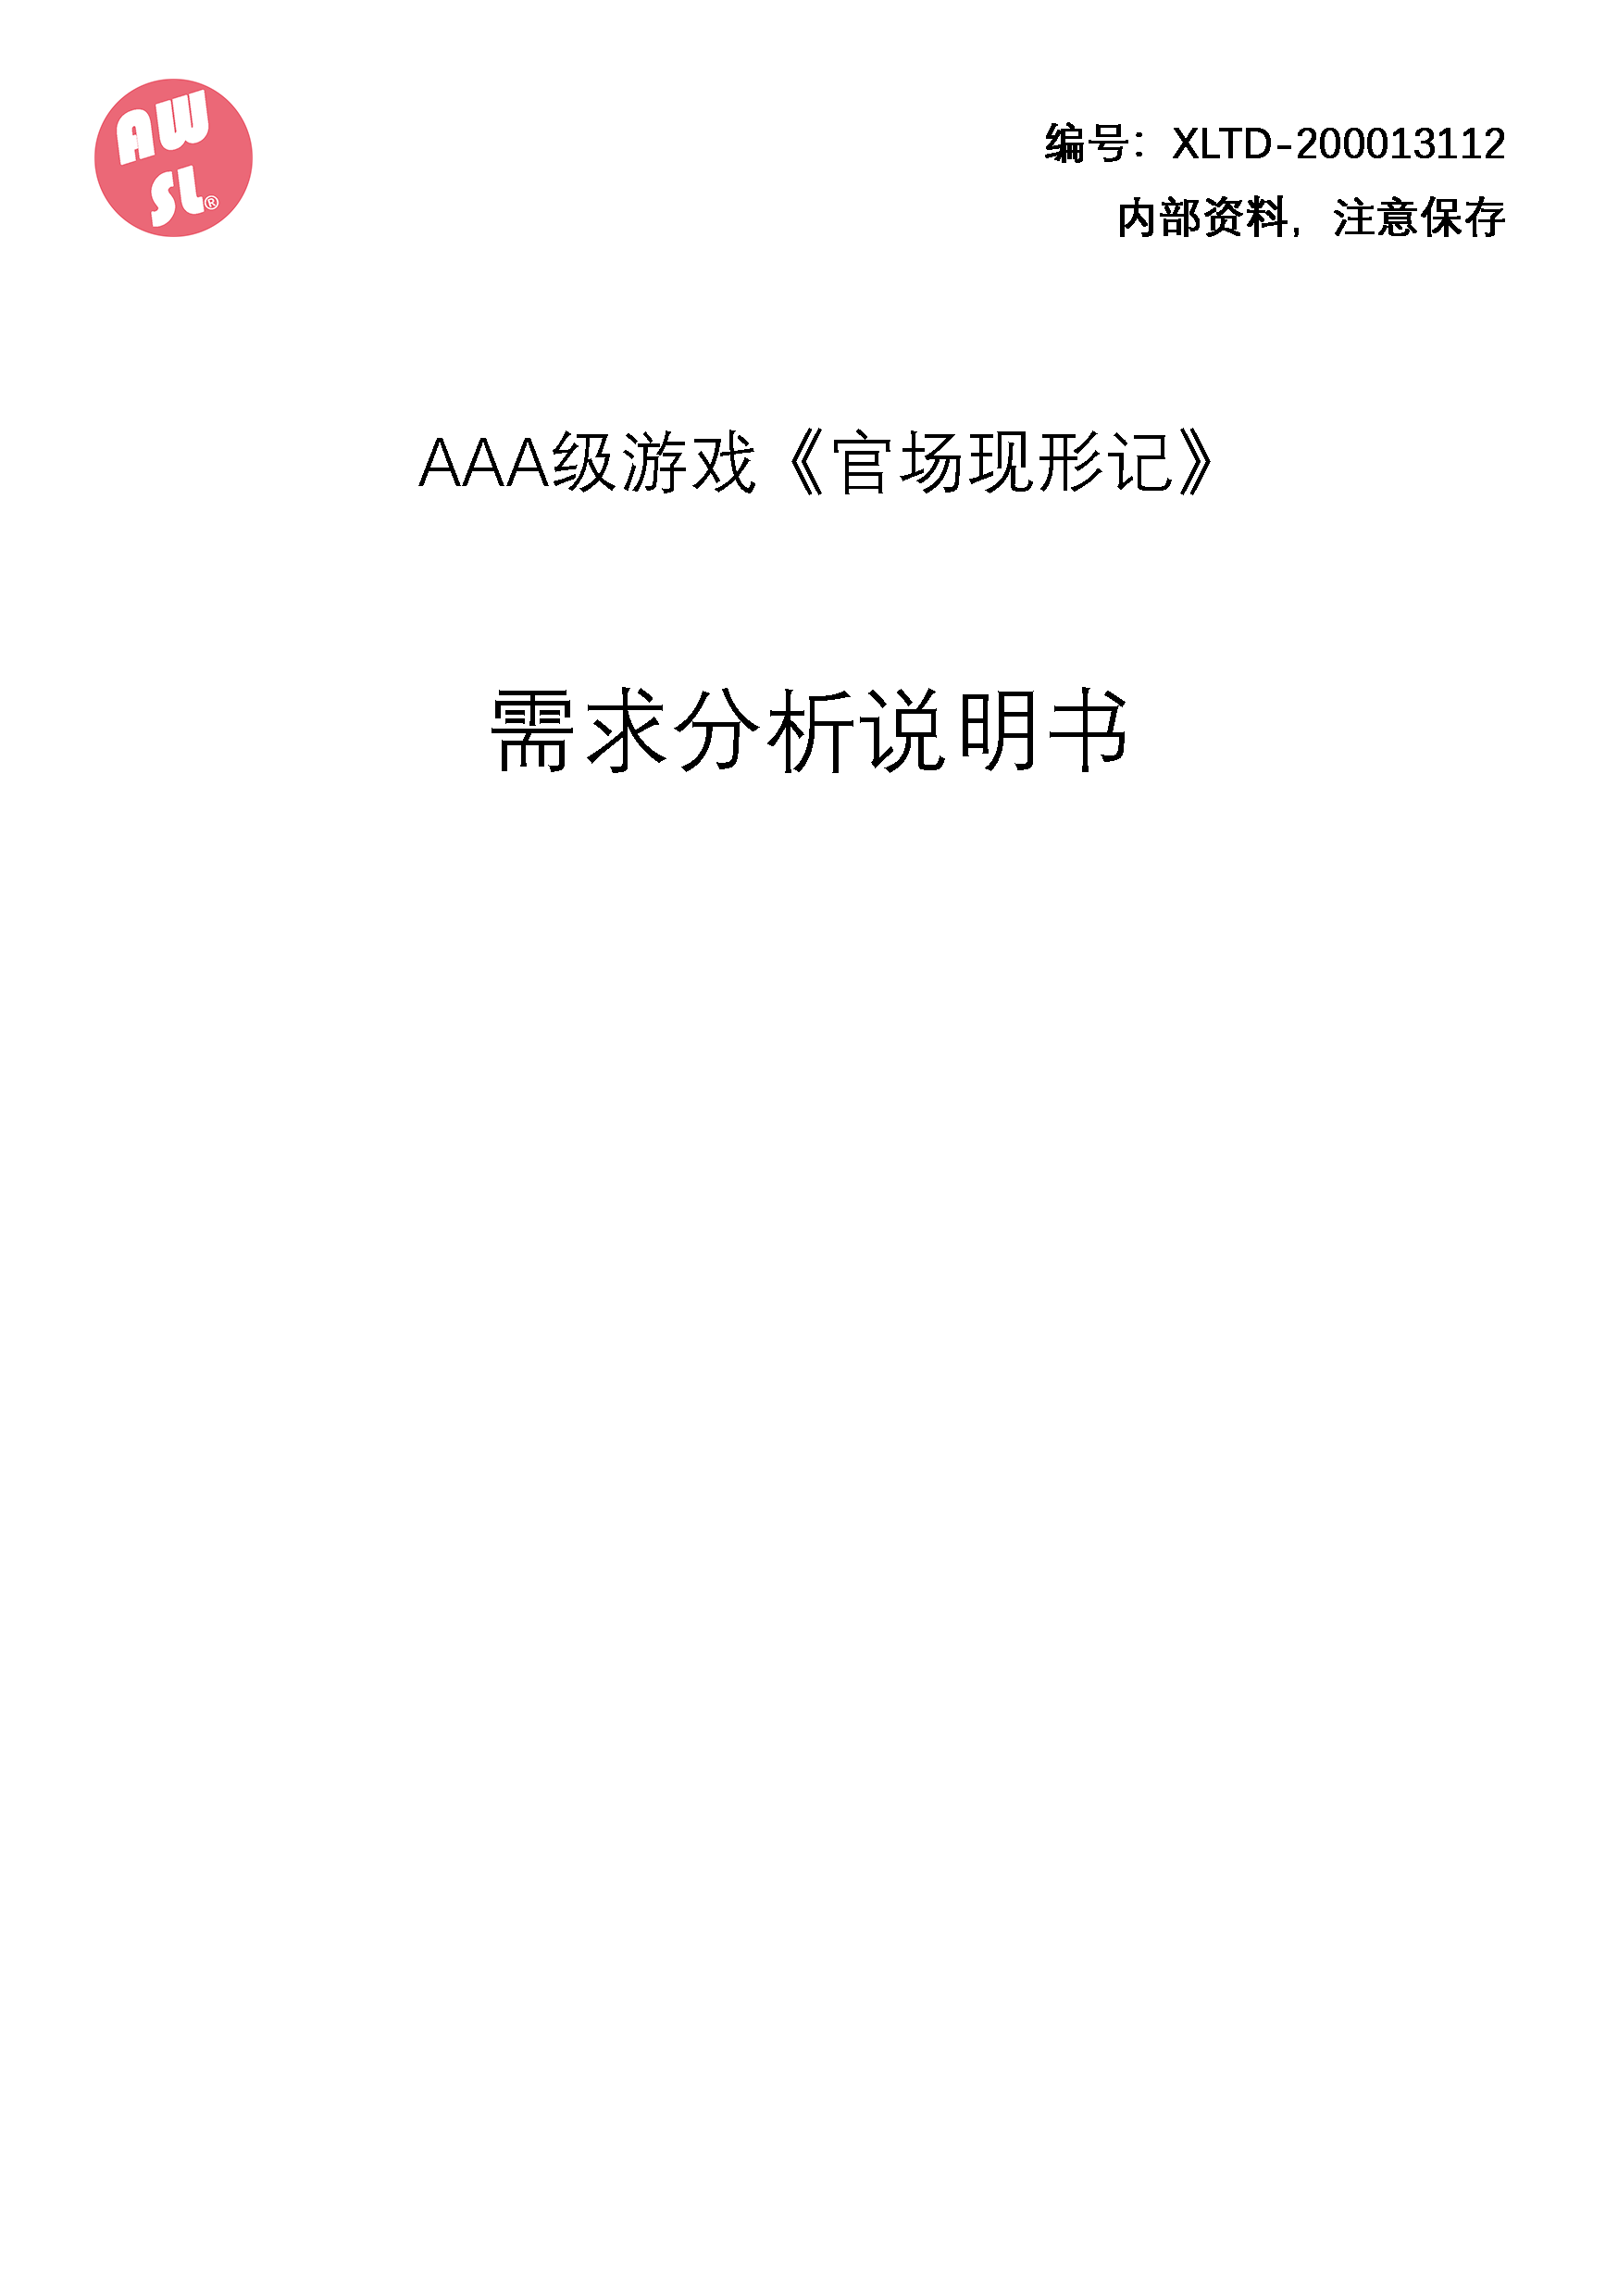 AW
SL®
编号：XLTD-200013112
内部资料，注意保存
AAA级游戏《官场现形记》
需求分析说明书